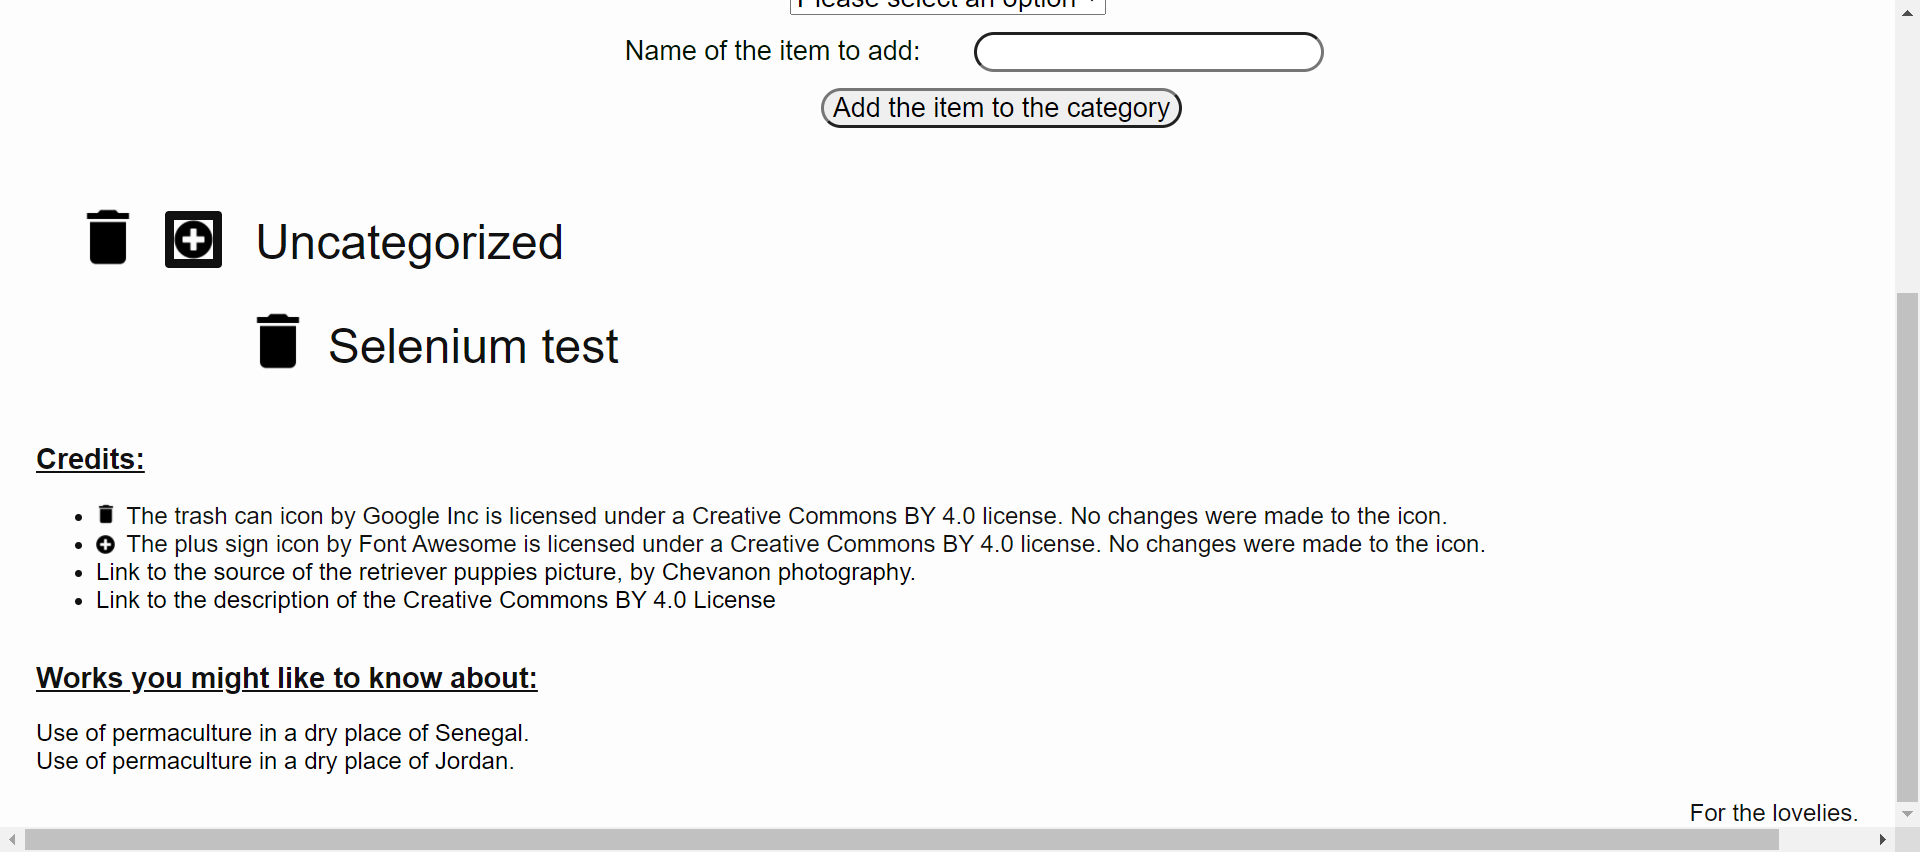 Please select an option
Name of the item to add:
Add the item to the category
Uncategorized
Selenium test
Credits:
The trash can icon by Google Inc is licensed under a Creative Commons BY 4.0 license. No changes were made to the icon.
The plus sign icon by Font Awesome is licensed under a Creative Commons BY 4.0 license. No changes were made to the icon.
Link to the source of the retriever puppies picture, by Chevanon photography.
Link to the description of the Creative Commons BY 4.0 License
Works you might like to know about:
Use of permaculture in a dry place of Senegal.
Use of permaculture in a dry place of Jordan.
For the lovelies.